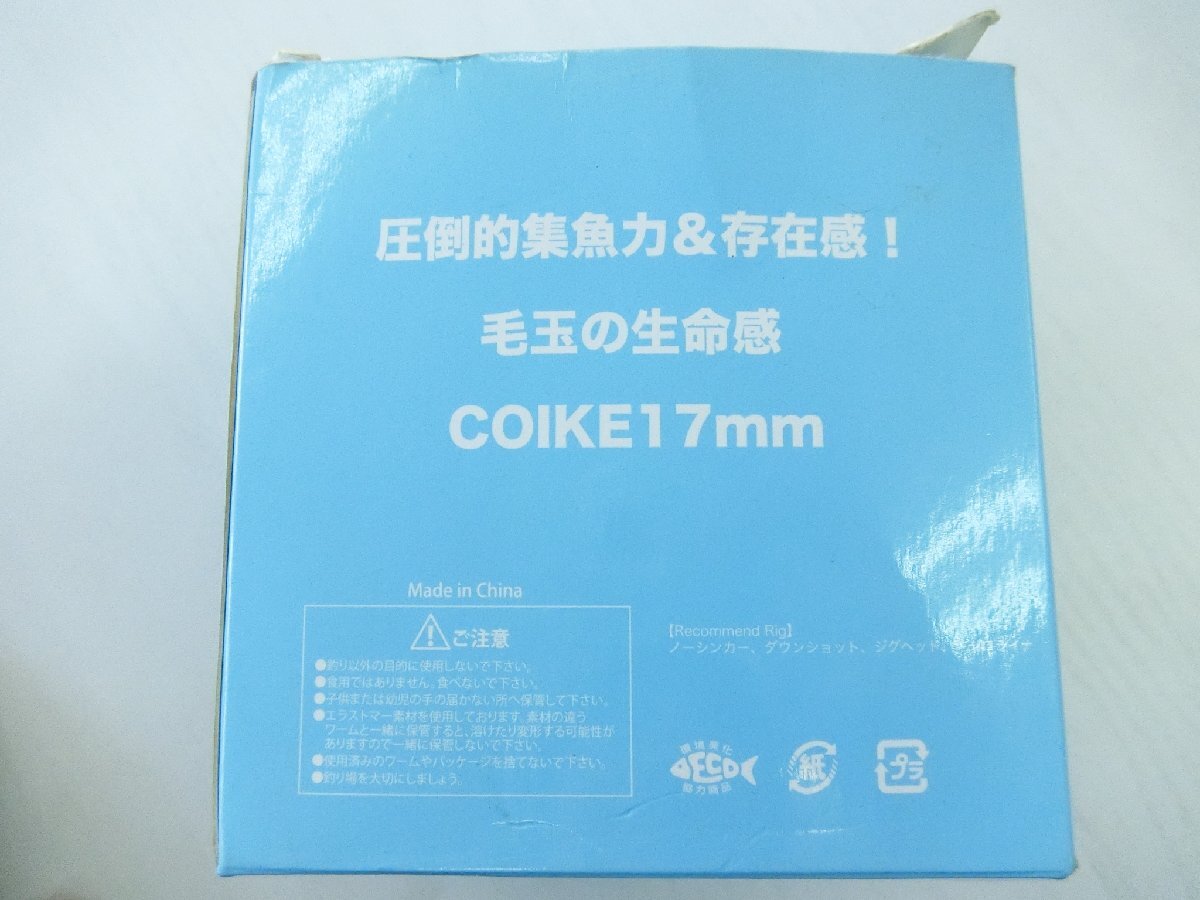 圧倒的集魚力&存在感!
毛玉の生命感
COIKE17mm
Made in China
ご注意
●釣り以外の目的に使用しないで下さい。
●食用ではありません。食べないで下さい。
●子供または幼児の手の届かない所へ保管して下さい。
●エラストマー素材を使用しております。素材の違う
ワームと一緒に保管すると、溶けたり変形する可能性が
ありますので一緒に保管しないで下さい。
●使用済みのワームやパッケージを捨てないで下さい。
●釣り場を大切にしましょう。
【Recommend Rig】
ノーシンカー、ダウンショット、ジグヘッド、
環境美化
ECO
協力商品
紙
プラ